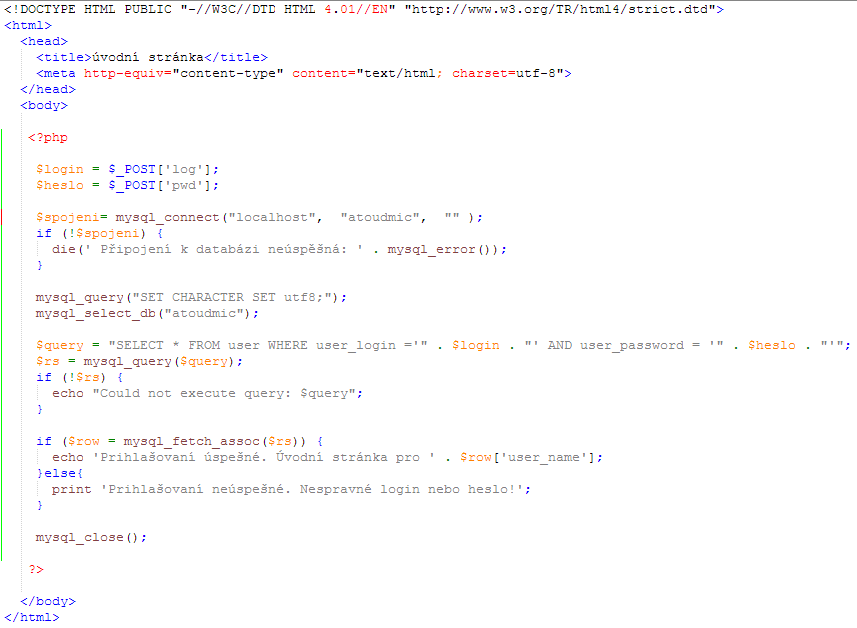 <!DOCTYPE HTML PUBLIC "-//W3C//DTD HTML 4.01//EN" "http://www.w3.org/TR/html4/strict.dtd">
<html>
<head>
<title>úvodní stránka</title>
<meta http-equiv="content-type" content="text/html; charset=utf-8">
</head>
<body>
<?php
$login = $_POST['log'];
$heslo = $_POST['pwd'];
$spojeni= mysql_connect("localhost",  "atoudmic",  "" );
if (!$spojeni) {
die(' Připojení k databázi neúspěšná: ' . mysql_error());
}
mysql_query("SET CHARACTER SET utf8;");
mysql_select_db("atoudmic");
$query = "SELECT * FROM user WHERE user_login ='" . $login . "' AND user_password = '" . $heslo . "'";
$rs = mysql_query($query);
if (!$rs) {
echo "Could not execute query: $query";
}
if ($row = mysql_fetch_assoc($rs)) {
echo 'Prihlašovaní úspešné. Úvodní stránka pro ' . $row['user_name'];
}else{
print 'Prihlašovaní neúspešné. Nespravné login nebo heslo!';
}
mysql_close();
?>
</body>
</html>